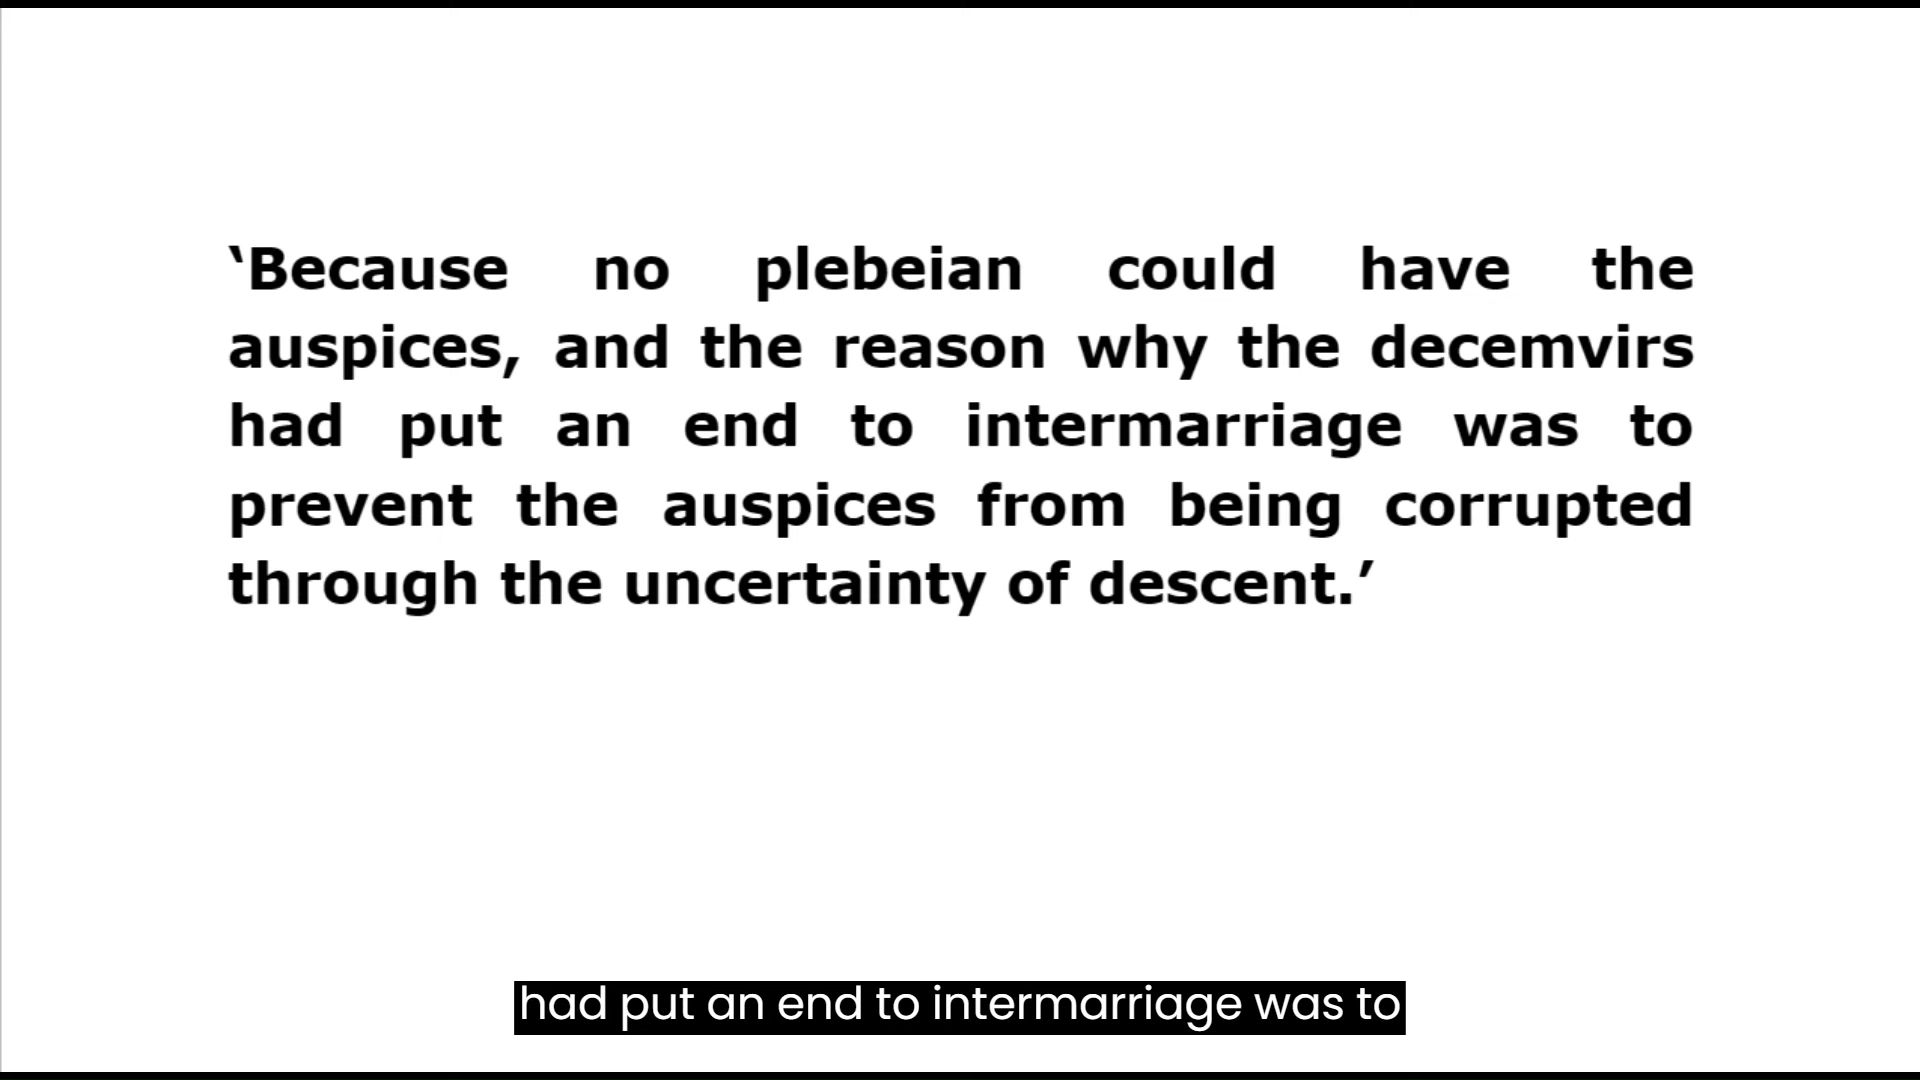 ‘Because no plebeian could have the
auspices, and the reason why the decemvirs
had put an end to intermarriage was to
prevent the auspices from being corrupted
through the uncertainty of descent.’
had put an end to intermarriage was to